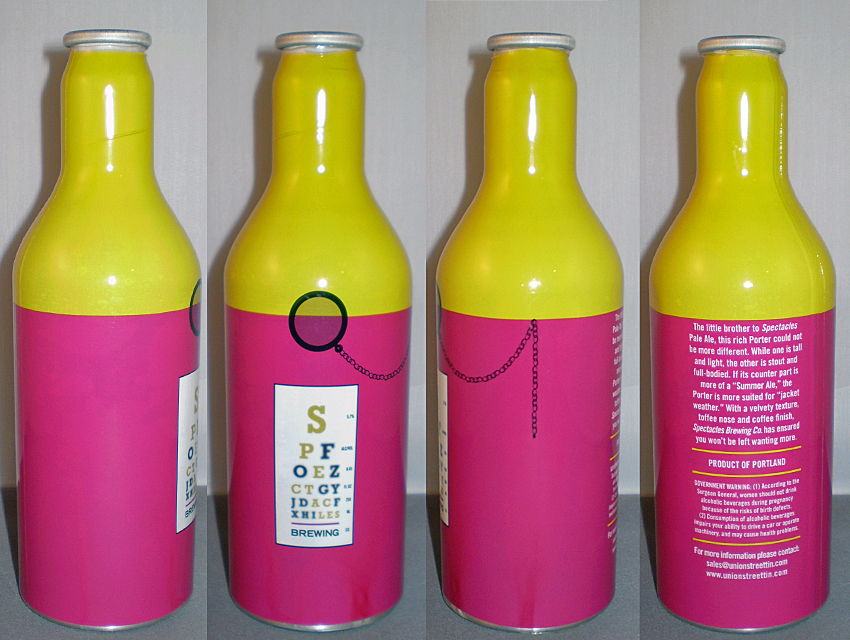 S
P F
O E Z
C T G Y
J D A C F
X H I L E S
BREWING
The little brother to Spectacles
Pale Ale, this rich Porter could not
be more different. While one is tall
and light, the other is stout and
full-bodied. If its counter part is
more of a "Summer Ale," the
Porter is more suited for "jacket
weather." With a velvety texture,
toffee nose and coffee finish,
Spectacles Brewing Co. has ensured
you won't be left wanting more.
PRODUCT OF PORTLAND
GOVERNMENT WARNING: (1) According to the
Surgeon General, women should not drink
alcoholic beverages during pregnancy
because of the risks of birth defects.
(2) Consumption of alcoholic beverages
impairs your ability to drive a car or operate
machinery, and may cause health problems.
For more information please contact:
sales@unionstreettin.com
www.unionstreettin.com